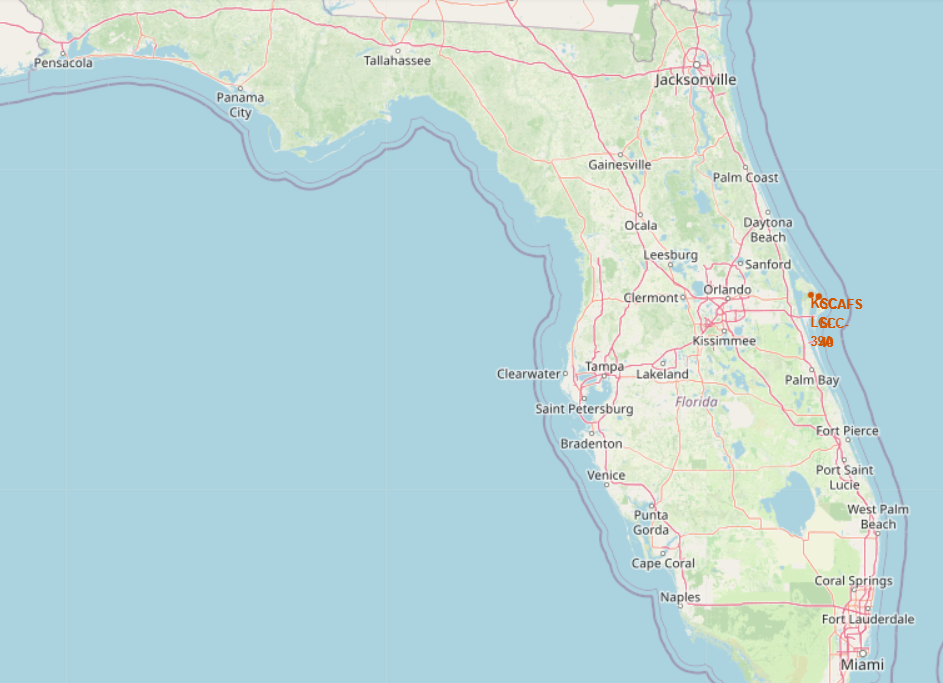 Pensacola
Tallahassee
Panama
City
Jacksonville
Gainesville
Palm Coast
Ocala
Daytona
Beach
Leesburg
Sanford
Orlando
Clermont
CCAFS
Kissimmee
Tampa
Clearwater
Lakeland
Palm Bay
Saint Petersburg
Florida
Bradenton
Fort Pierce
Venice
Port Saint
Lucie
Punta
Gorda
West Palm
Beach
Cape Coral
Coral Springs
Naples
Fort Lauderdale
Miami